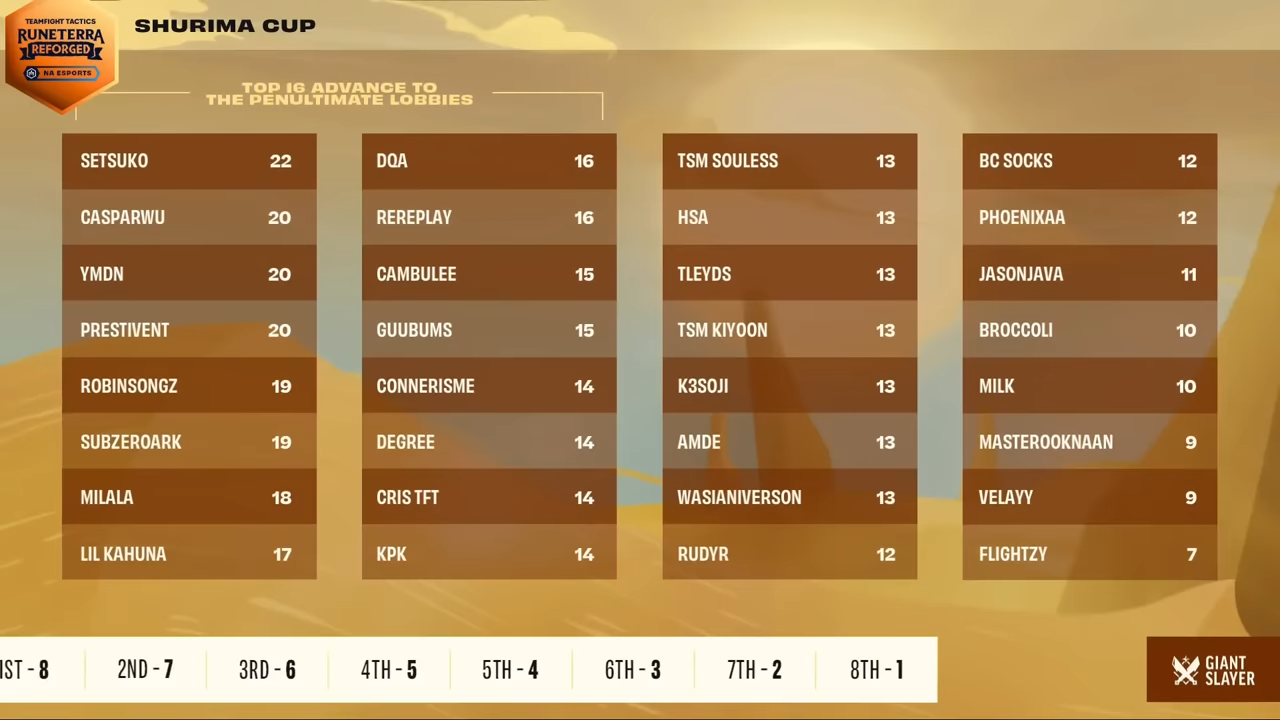 TEAMFIGHT TACTICS
RUNETERRA
REFORGED
NA ESPORTS
SHURIMA CUP
TOP 16 ADVANCE TO
THE PENULTIMATE LOBBIES
SETSUKO 22
CASPARWU 20
YMDN 20
PRESTIVENT 20
ROBINSONGZ 19
SUBZEROARK 19
MILALA 18
LIL KAHUNA 17
DQA 16
REREPLAY 16
CAMBULEE 15
GUUBUMS 15
CONNERISME 14
DEGREE 14
CRIS TFT 14
KPK 14
TSM SOULESS 13
HSA 13
TLEYDS 13
TSM KIYOON 13
K3SOJI 13
AMDE 13
WASIANIVERSON 13
RUDYR 12
BC SOCKS 12
PHOENIXAA 12
JASONJAVA 11
BROCCOLI 10
MILK 10
MASTEROOKNAAN 9
VELAYY 9
FLIGHTZY 7
1ST - 8 2ND - 7 3RD - 6 4TH - 5 5TH - 4 6TH - 3 7TH - 2 8TH - 1
GIANT
SLAYER